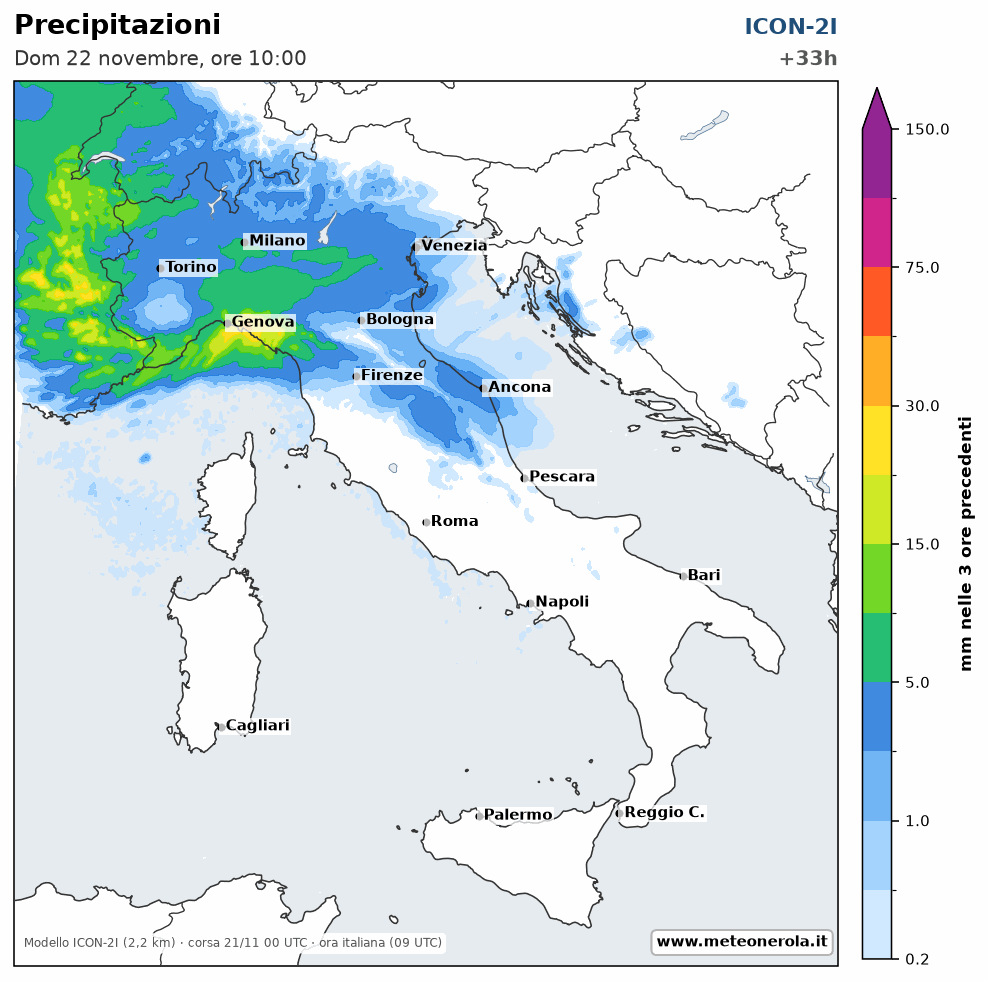 Precipitazioni
ICON-2I
Dom 22 novembre, ore 10:00
+33h
150.0
75.0
30.0
15.0
5.0
1.0
0.2
mm nelle 3 ore precedenti
Milano
Venezia
Torino
Genova
Bologna
Firenze
Ancona
Pescara
Roma
Bari
Napoli
Cagliari
Palermo
Reggio C.
Modello ICON-2I (2,2 km) · corsa 21/11 00 UTC · ora italiana (09 UTC)
www.meteonerola.it